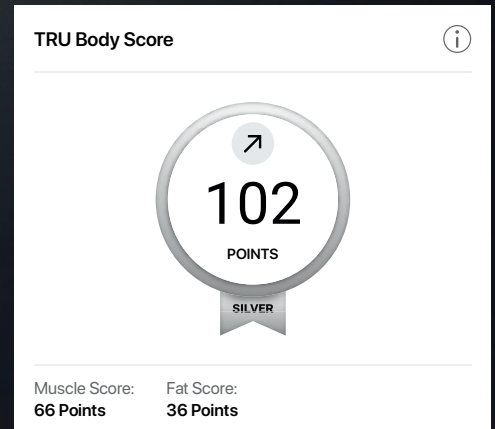 TRU Body Score
102
POINTS
SILVER
Muscle Score:
66 Points
Fat Score:
36 Points